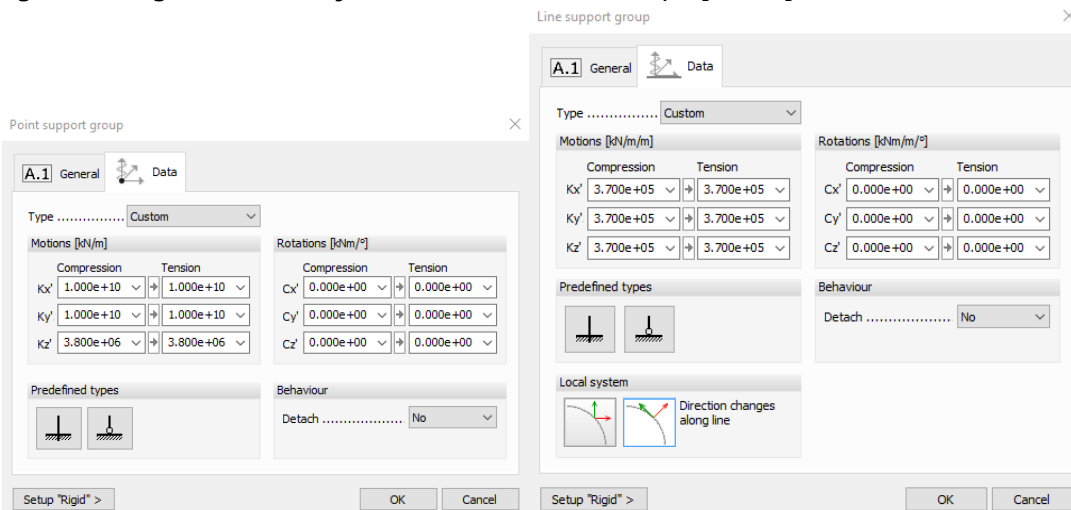 Point support group
A.1 General Data
Type ................ Custom
Motions [kN/m]
Compression Tension
Kx' 1.000e+10 1.000e+10
Ky' 1.000e+10 1.000e+10
Kz' 3.800e+06 3.800e+06
Rotations [kNm/°]
Compression Tension
Cx' 0.000e+00 0.000e+00
Cy' 0.000e+00 0.000e+00
Cz' 0.000e+00 0.000e+00
Predefined types
Behaviour
Detach .................... No
Setup "Rigid" > OK Cancel
Line support group
A.1 General Data
Type ................ Custom
Motions [kN/m/m]
Compression Tension
Kx' 3.700e+05 3.700e+05
Ky' 3.700e+05 3.700e+05
Kz' 3.700e+05 3.700e+05
Rotations [kNm/m/°]
Compression Tension
Cx' 0.000e+00 0.000e+00
Cy' 0.000e+00 0.000e+00
Cz' 0.000e+00 0.000e+00
Predefined types
Behaviour
Detach ................... No
Local system
Direction changes
along line
Setup "Rigid" > OK Cancel